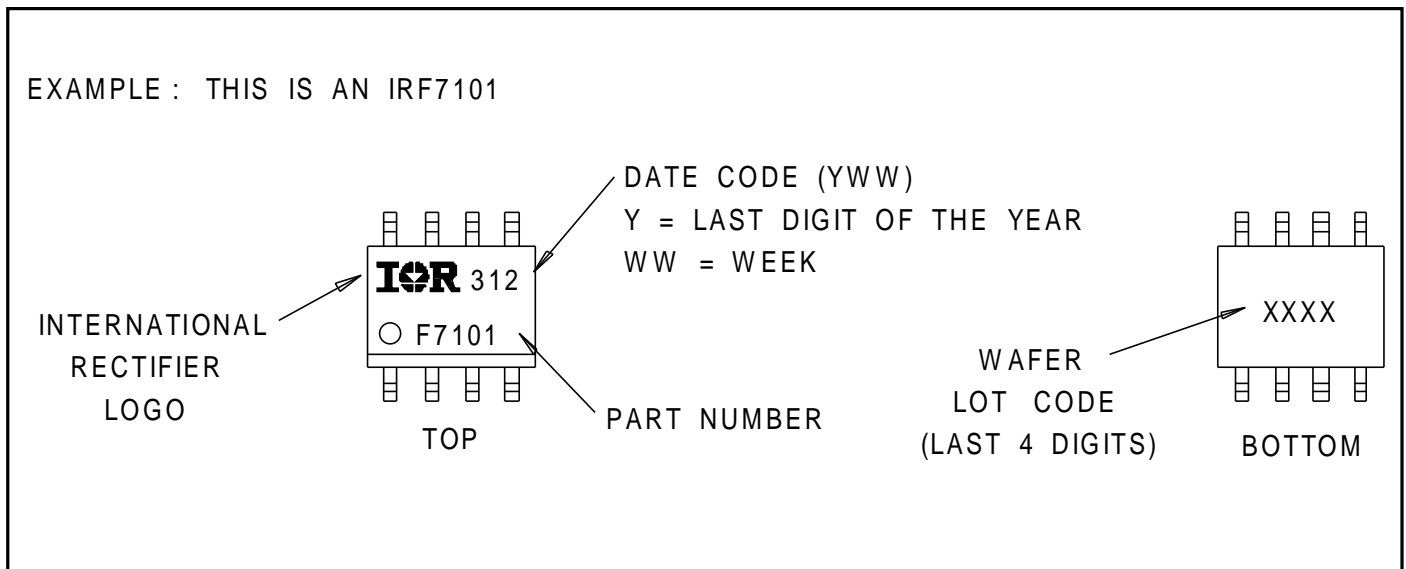 EXAMPLE : THIS IS AN IRF7101
DATE CODE (YWW)
Y = LAST DIGIT OF THE YEAR
WW = WEEK
IOR 312
F7101
INTERNATIONAL
RECTIFIER
LOGO
TOP
PART NUMBER
XXXX
WAFER
LOT CODE
(LAST 4 DIGITS)
BOTTOM